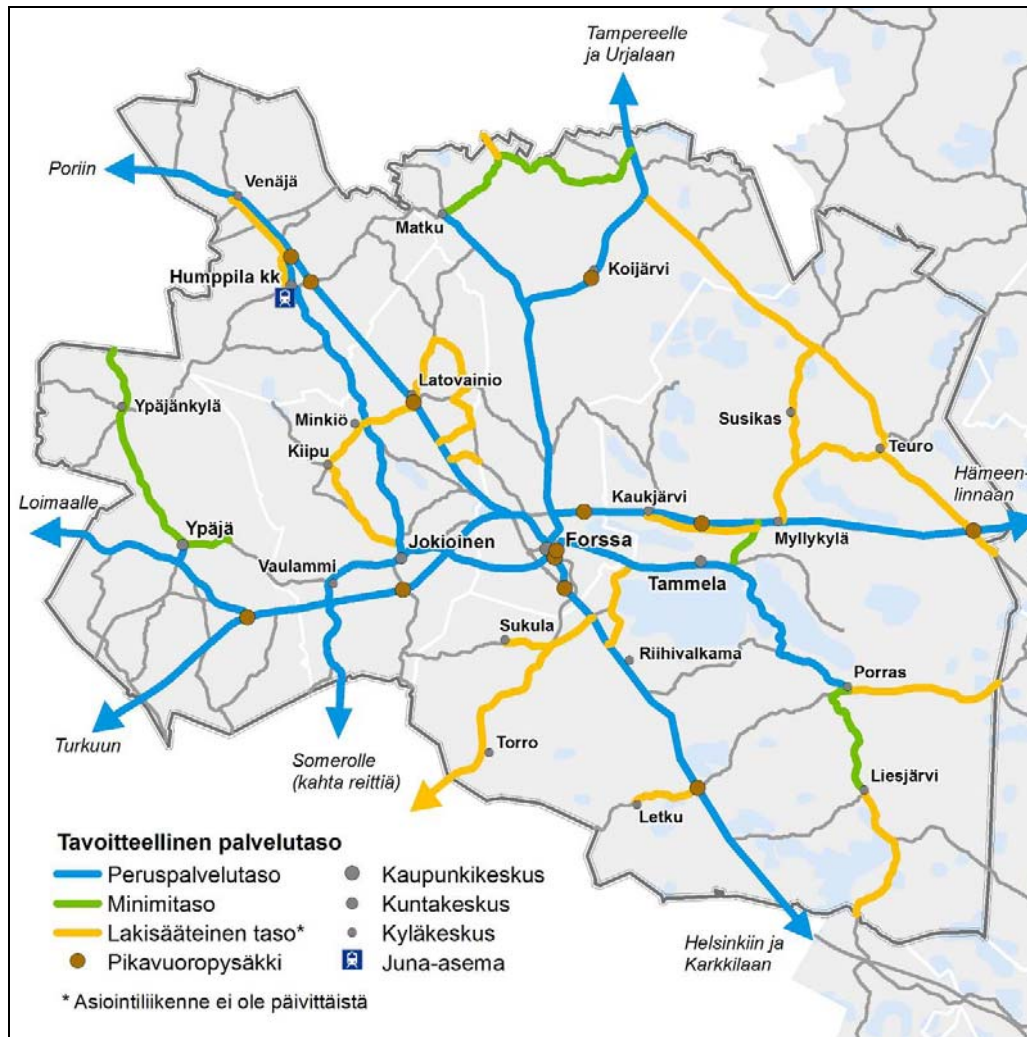 Tampereelle
ja Urjalaan
Poriin
Venäjä
Matku
Koijärvi
Humppila kk
Latovainio
Ypäjänkylä
Minkiö
Susikas
Kiipu
Teuro
Hämeen-
linnaan
Loimaalle
Kaukjärvi
Ypäjä
Jokioinen
Forssa
Myllykylä
Vaulammi
Tammela
Sukula
Riihivalkama
Porras
Turkuun
Somerolle
(kahta reittiä)
Torro
Liesjärvi
Letku
Helsinkiin ja
Karkkilaan
Tavoitteellinen palvelutaso
Peruspalvelutaso
Minimitaso
Lakisääteinen taso*
Pikavuoropysäkki
Kaupunkikeskus
Kuntakeskus
Kyläkeskus
Juna-asema
* Asiointiliikenne ei ole päivittäistä